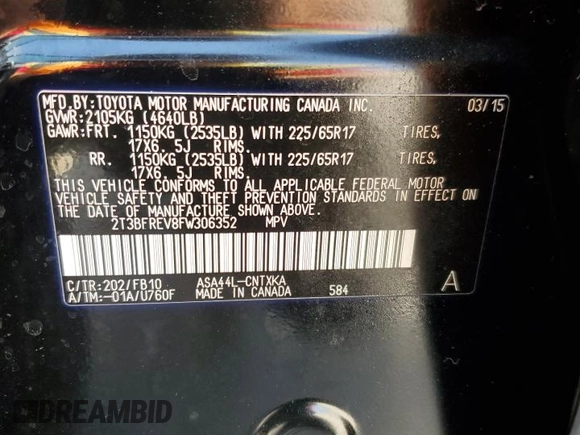 MFD.BY:TOYOTA MOTOR MANUFACTURING CANADA INC. 03/15
GVWR:2105KG (4640LB)
GAWR:FRT. 1150KG (2535LB) WITH 225/65R17 TIRES,
17X6. 5J RIMS.
RR. 1150KG (2535LB) WITH 225/65R17 TIRES,
17X6. 5J RIMS.
THIS VEHICLE CONFORMS TO ALL APPLICABLE FEDERAL MOTOR
VEHICLE SAFETY AND THEFT PREVENTION STANDARDS IN EFFECT ON
THE DATE OF MANUFACTURE SHOWN ABOVE.
2T3BFREV8FW306352 MPV
C/TR:202/FB10 ASA44L-CNTXKA A
A/TM:-01A/U760F MADE IN CANADA 584
DREAMBID